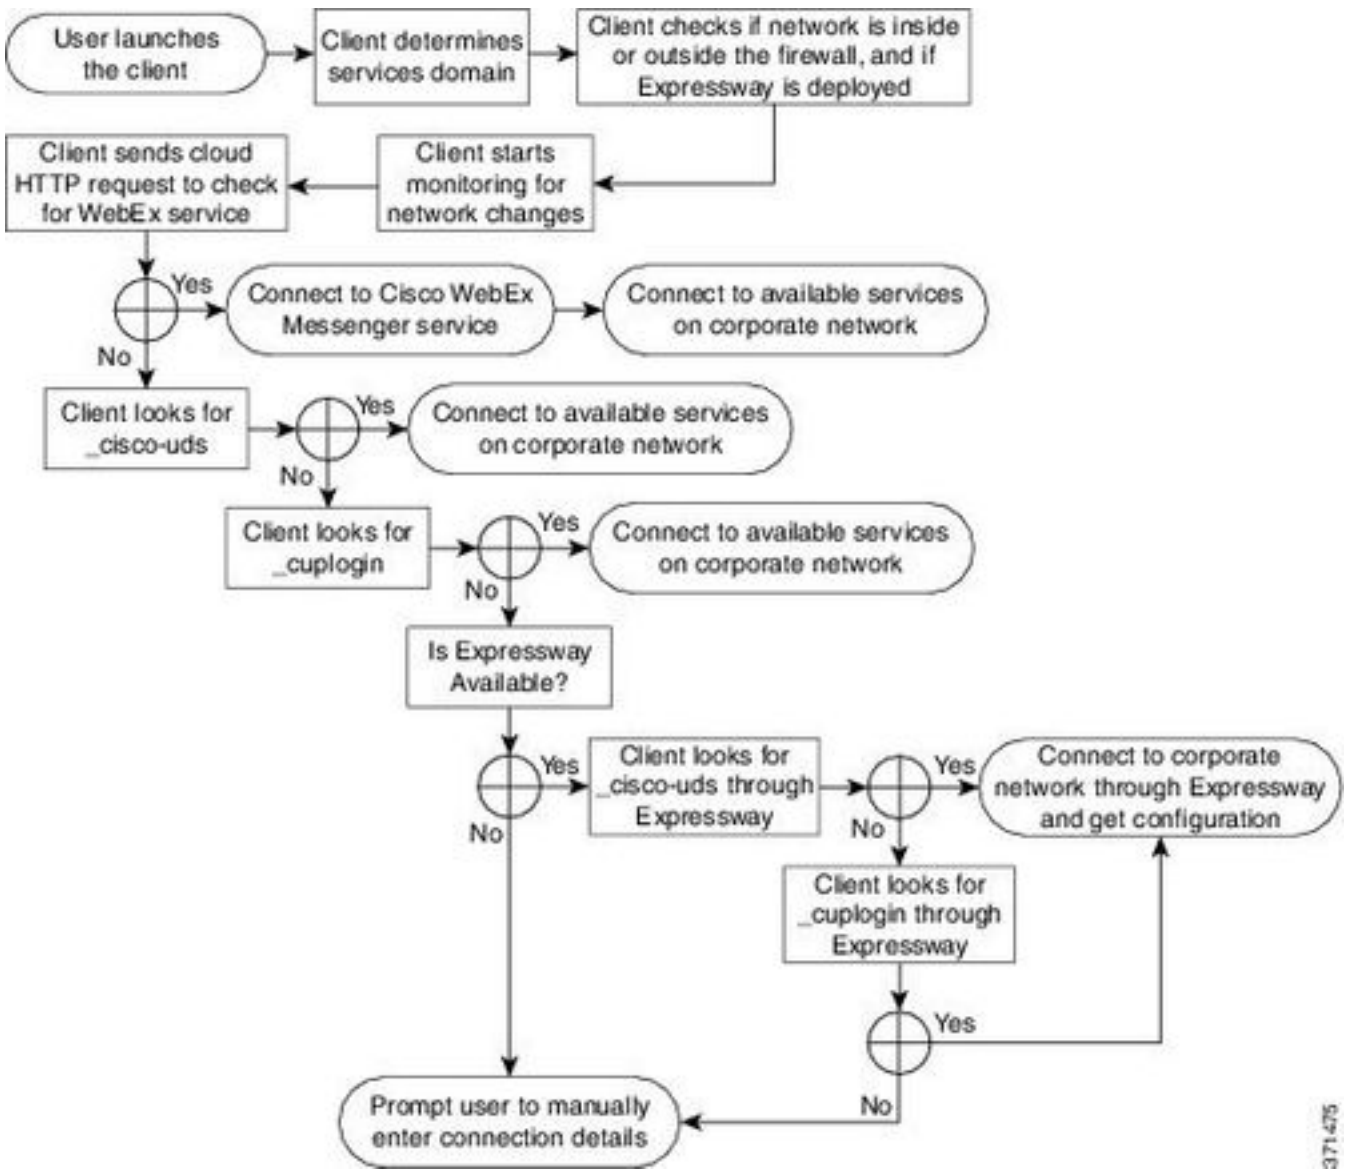 User launches
the client
Client determines
services domain
Client checks if network is inside
or outside the firewall, and if
Expressway is deployed
Client sends cloud
HTTP request to check
for WebEx service
Client starts
monitoring for
network changes
Yes
Connect to Cisco WebEx
Messenger service
Connect to available services
on corporate network
No
Client looks for
_cisco-uds
Yes
Connect to available services
on corporate network
No
Client looks for
_cuplogin
Yes
Connect to available services
on corporate network
No
Is Expressway
Available?
Yes
Client looks for
_cisco-uds through
Expressway
Yes
Connect to corporate
network through Expressway
and get configuration
No
No
Client looks for
_cuplogin through
Expressway
Yes
No
Prompt user to manually
enter connection details
371475